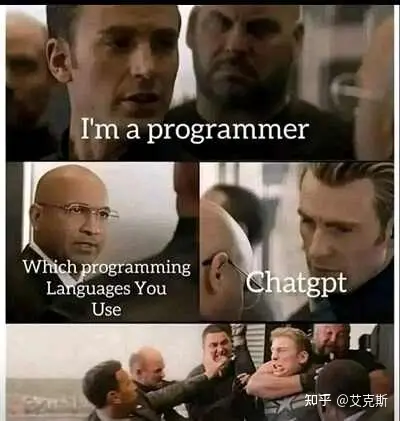 I'm a programmer
Which programming
Languages You
Use
Chatgpt
知乎 @艾克斯